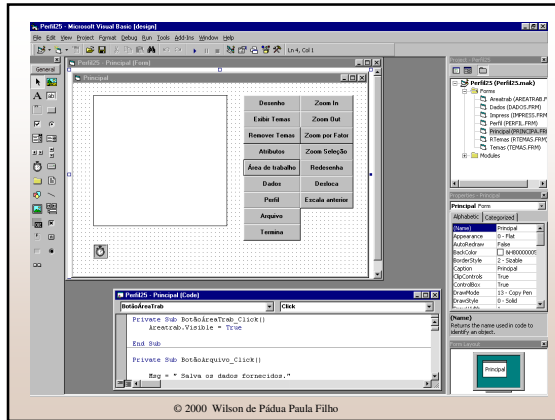 Perfil25 - Microsoft Visual Basic [design]
File Edit View Project Format Debug Run Tools Add-Ins Window Help
Ln 4, Col 1
General
Perfil25 - Principal (Form)
Principal
Desenho
Zoom In
Exibir Temas
Zoom Out
Remover Temas
Zoom por Fator
Atributos
Zoom Seleção
Área de trabalho
Redesenha
Dados
Desloca
Perfil
Escala anterior
Arquivo
Termina
Project - Perfil25
Perfil25 (Perfil25.mak)
Forms
Areatrab (AREATRAB.F
Dados (DADOS.FRM)
Impress (IMPRESS.FRM
Perfil (PERFIL.FRM)
Principal (PRINCIPA.FR
RTemas (RTEMAS.FRM)
Temas (TEMAS.FRM)
Modules
Properties - Principal
Principal Form
Alphabetic Categorized
(Name) Principal
Appearance 0 - Flat
AutoRedraw False
BackColor &H80000005
BorderStyle 2 - Sizable
Caption Principal
ClipControls True
ControlBox True
DrawMode 13 - Copy Pen
DrawStyle 0 - Solid
(Name)
Returns the name used in code to
identify an object.
Form Layout
Principal
Perfil25 - Principal (Code)
BotãoÁreaTrab
Click
Private Sub BotãoÁreaTrab_Click()
Areatrab.Visible = True
End Sub
Private Sub BotãoArquivo_Click()
Msg = " Salva os dados fornecidos."
© 2000 Wilson de Pádua Paula Filho